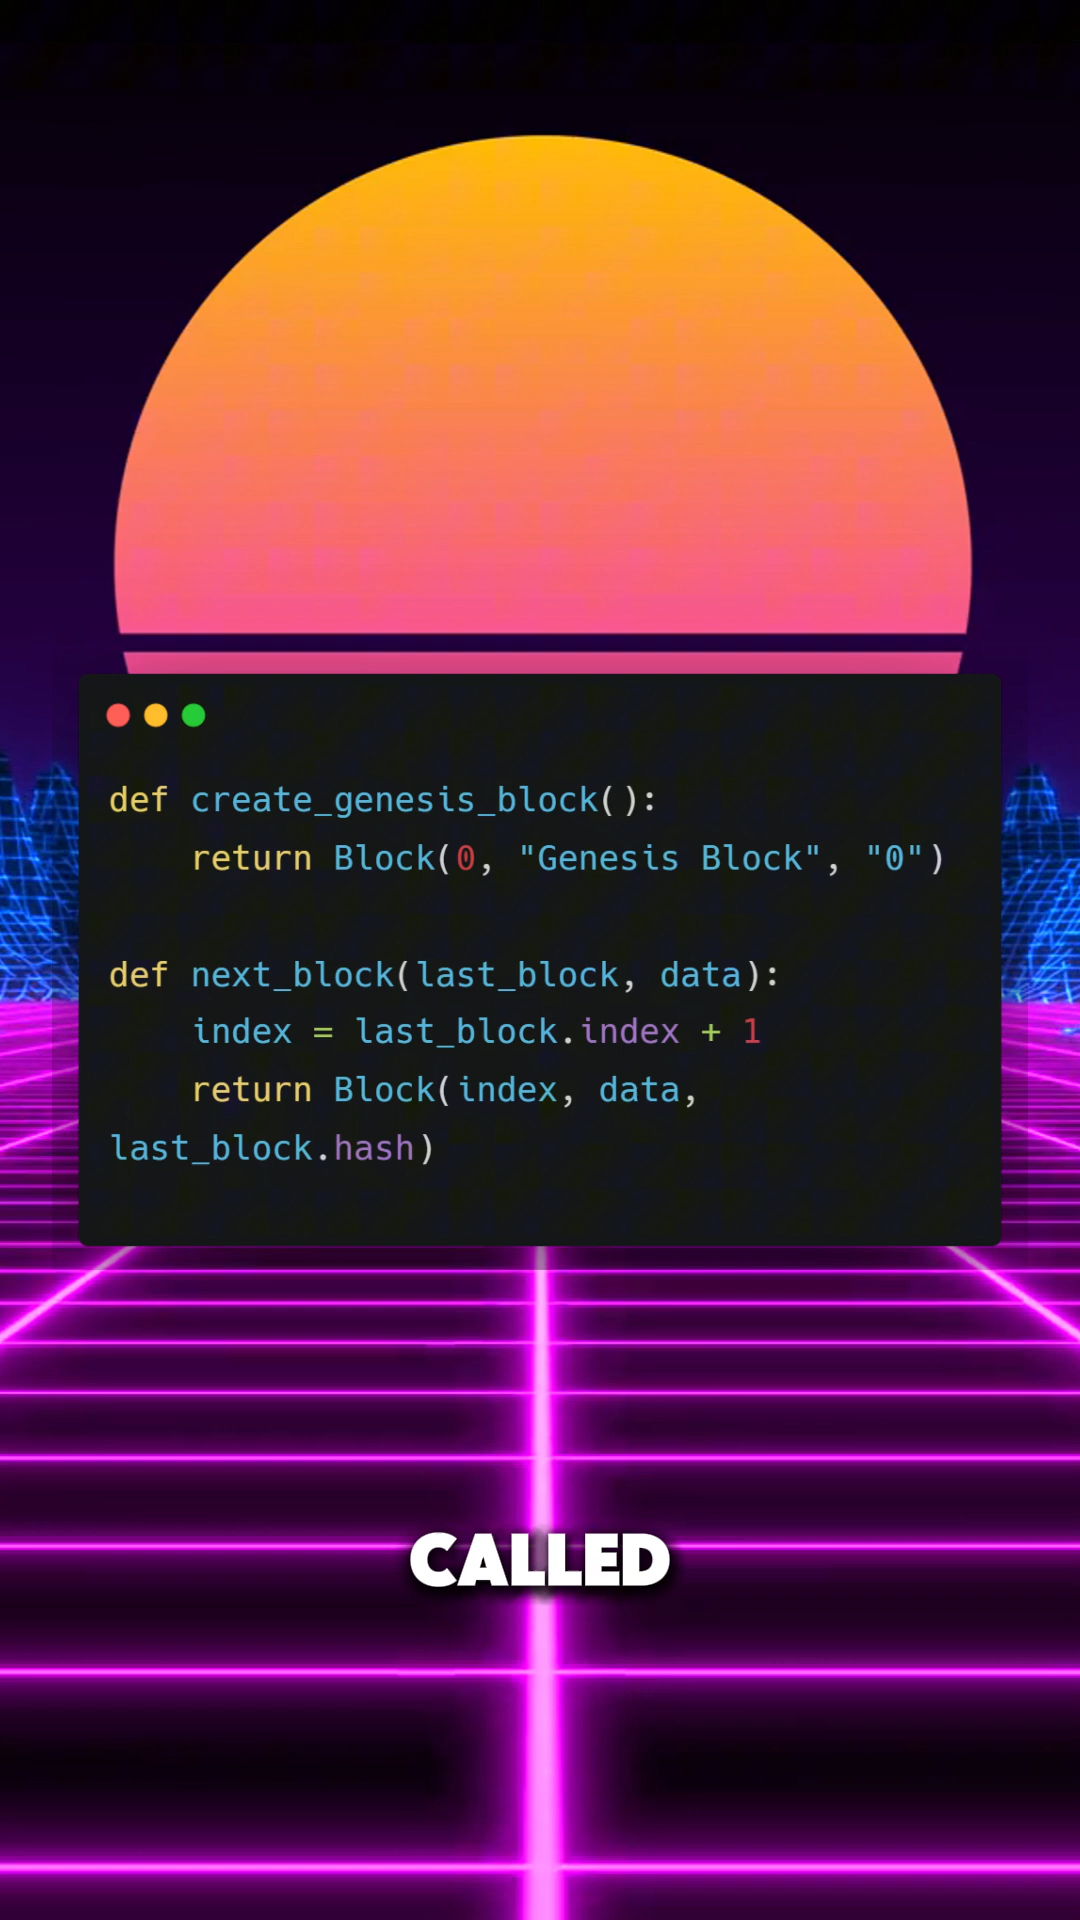 def create_genesis_block():
    return Block(0, "Genesis Block", "0")

def next_block(last_block, data):
    index = last_block.index + 1
    return Block(index, data,
last_block.hash)
CALLED